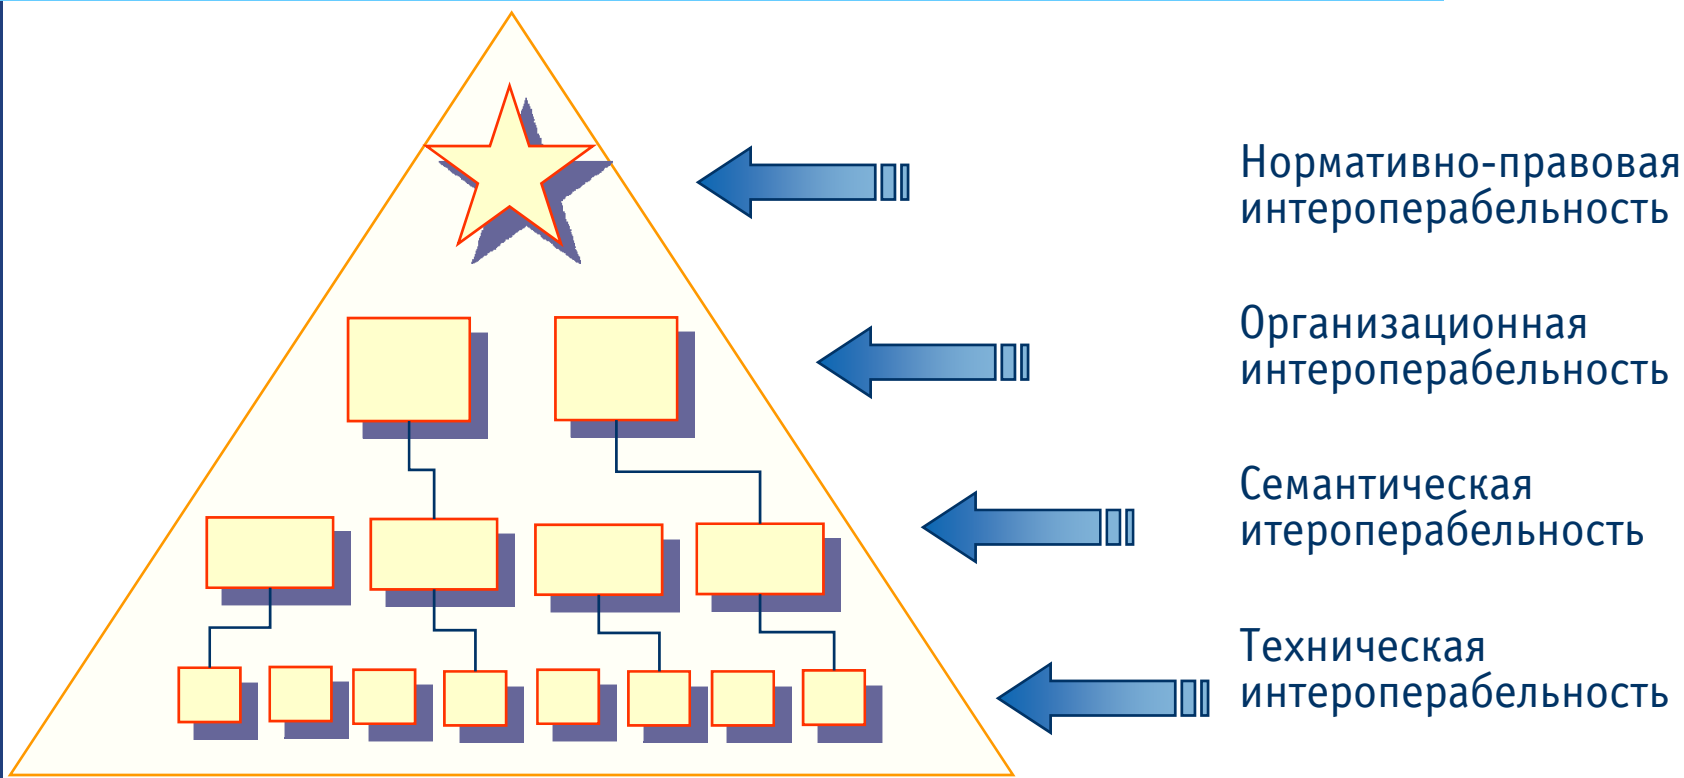 Нормативно-правовая
интероперабельность
Организационная
интероперабельность
Семантическая
итероперабельность
Техническая
интероперабельность